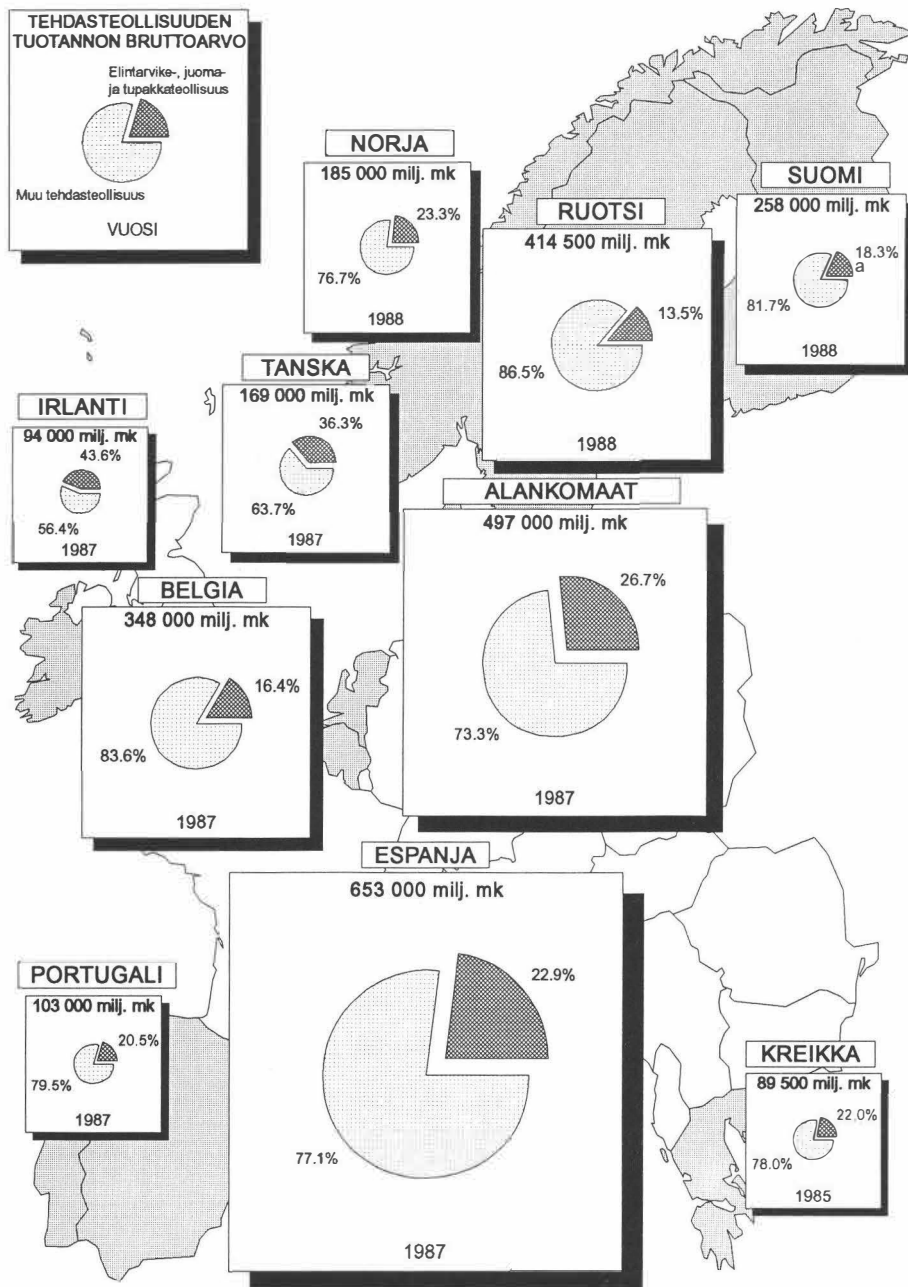 TEHDASTEOLLISUUDEN
TUOTANNON BRUTTOARVO
Elintarvike-, juoma-
ja tupakkateollisuus
Muu tehdasteollisuus
VUOSI
NORJA
185 000 milj. mk
23.3%
76.7%
1988
RUOTSI
414 500 milj. mk
13.5%
86.5%
1988
SUOMI
258 000 milj. mk
18.3%
a
81.7%
1988
TANSKA
169 000 milj. mk
36.3%
63.7%
1987
IRLANTI
94 000 milj. mk
43.6%
56.4%
1987
ALANKOMAAT
497 000 milj. mk
26.7%
73.3%
1987
BELGIA
348 000 milj. mk
16.4%
83.6%
1987
ESPANJA
653 000 milj. mk
22.9%
77.1%
1987
PORTUGALI
103 000 milj. mk
20.5%
79.5%
1987
KREIKKA
89 500 milj. mk
22.0%
78.0%
1985